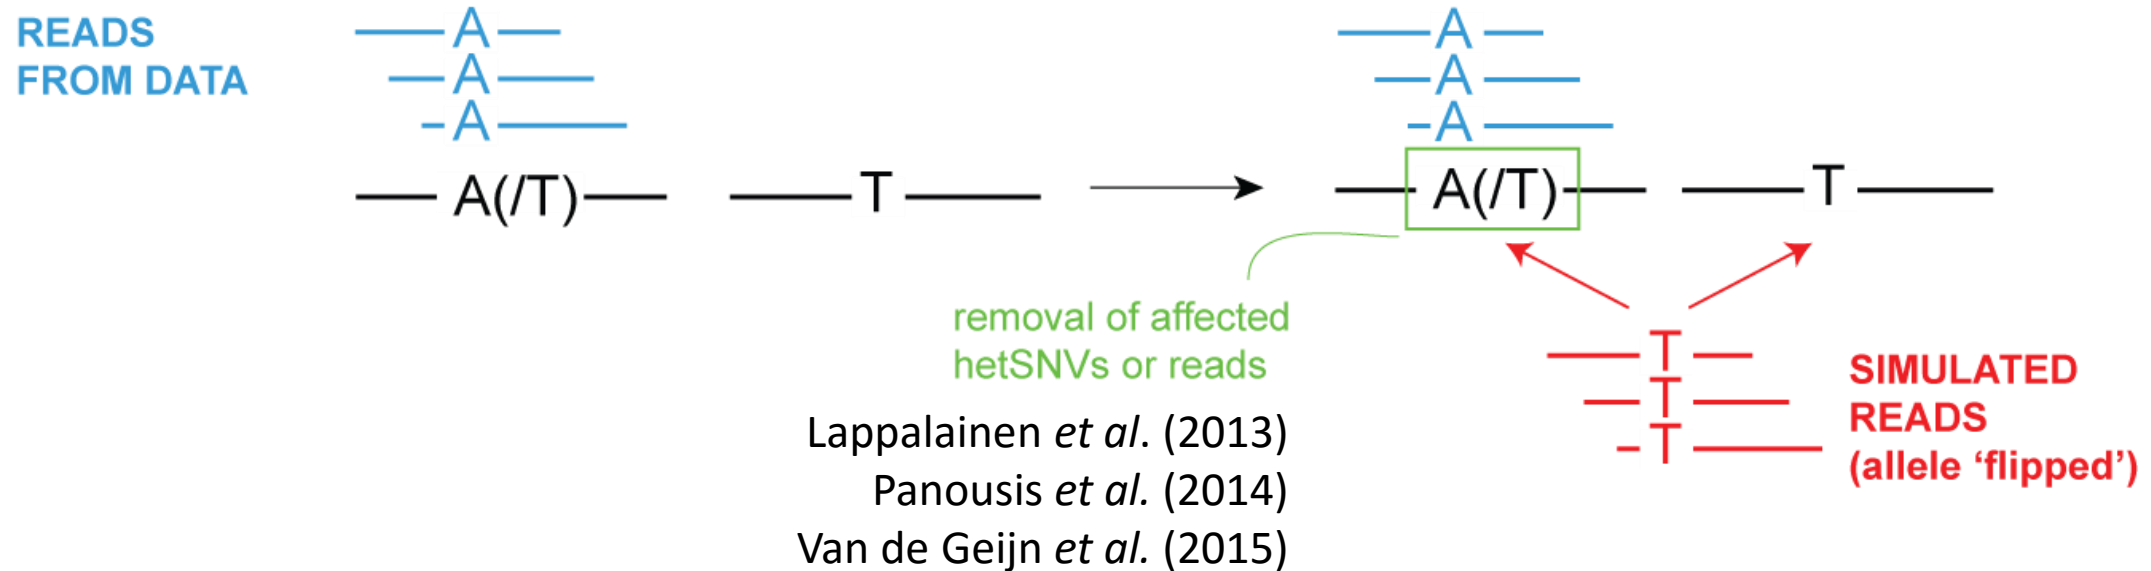 READS
FROM DATA
A
A
A
A(/T)
T
A
A
A
A(/T)
T
removal of affected
hetSNVs or reads
Lappalainen et al. (2013)
Panousis et al. (2014)
Van de Geijn et al. (2015)
T
T
T
SIMULATED
READS
(allele ‘flipped’)